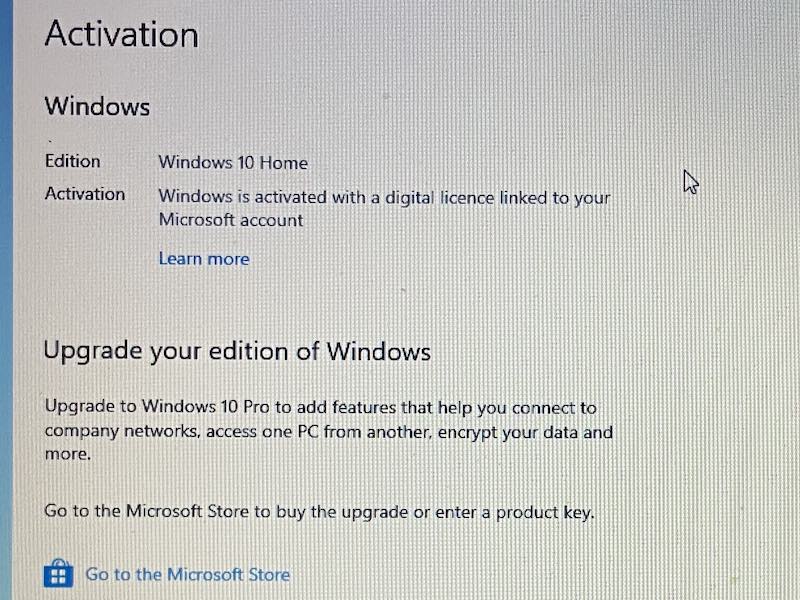 Activation
Windows
Edition Windows 10 Home
Activation Windows is activated with a digital licence linked to your
Microsoft account
Learn more
Upgrade your edition of Windows
Upgrade to Windows 10 Pro to add features that help you connect to
company networks, access one PC from another, encrypt your data and
more.
Go to the Microsoft Store to buy the upgrade or enter a product key.
Go to the Microsoft Store